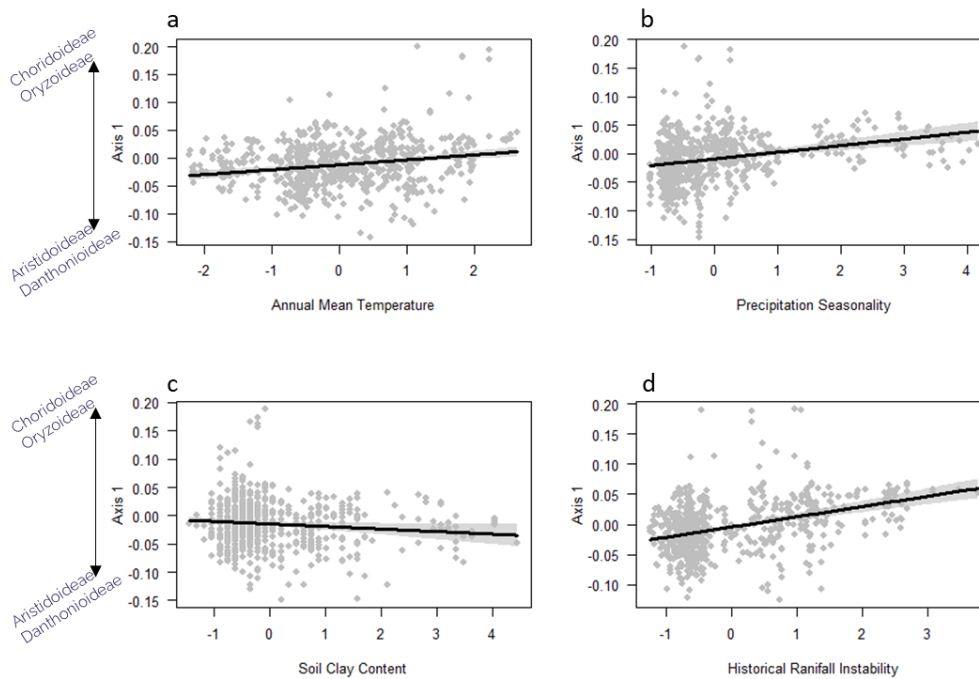 a
Choridoideae
Oryzoideae
Aristidoideae
Danthonioideae
Axis 1
0.20
0.15
0.10
0.05
0.00
-0.05
-0.10
-0.15
-2
-1
0
1
2
Annual Mean Temperature
b
Axis 1
0.20
0.15
0.10
0.05
0.00
-0.05
-0.10
-0.15
-1
0
1
2
3
4
Precipitation Seasonality
c
Choridoideae
Oryzoideae
Aristidoideae
Danthonioideae
Axis 1
0.20
0.15
0.10
0.05
0.00
-0.05
-0.10
-0.15
-1
0
1
2
3
4
Soil Clay Content
d
Axis 1
0.20
0.15
0.10
0.05
0.00
-0.05
-0.10
-1
0
1
2
3
Historical Ranifall Instability